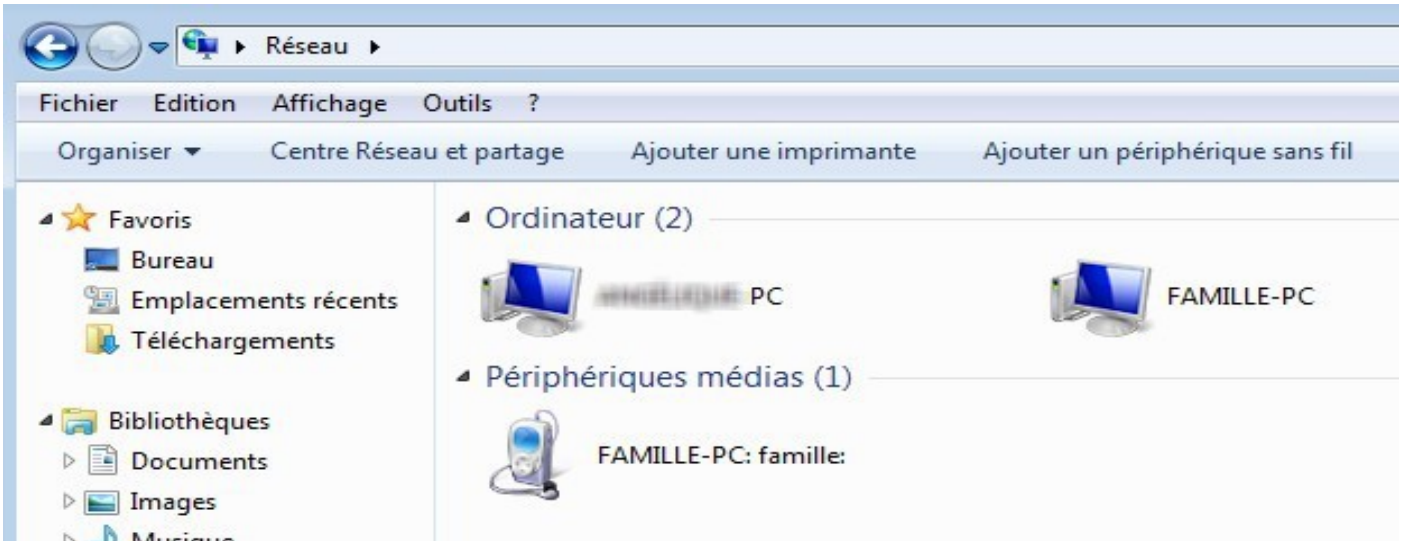 Réseau
Fichier Edition Affichage Outils ?
Organiser Centre Réseau et partage Ajouter une imprimante Ajouter un périphérique sans fil
Favoris
Bureau
Emplacements récents
Téléchargements
Bibliothèques
Documents
Images
Musique
Ordinateur (2)
PC
FAMILLE-PC
Périphériques médias (1)
FAMILLE-PC: famille: